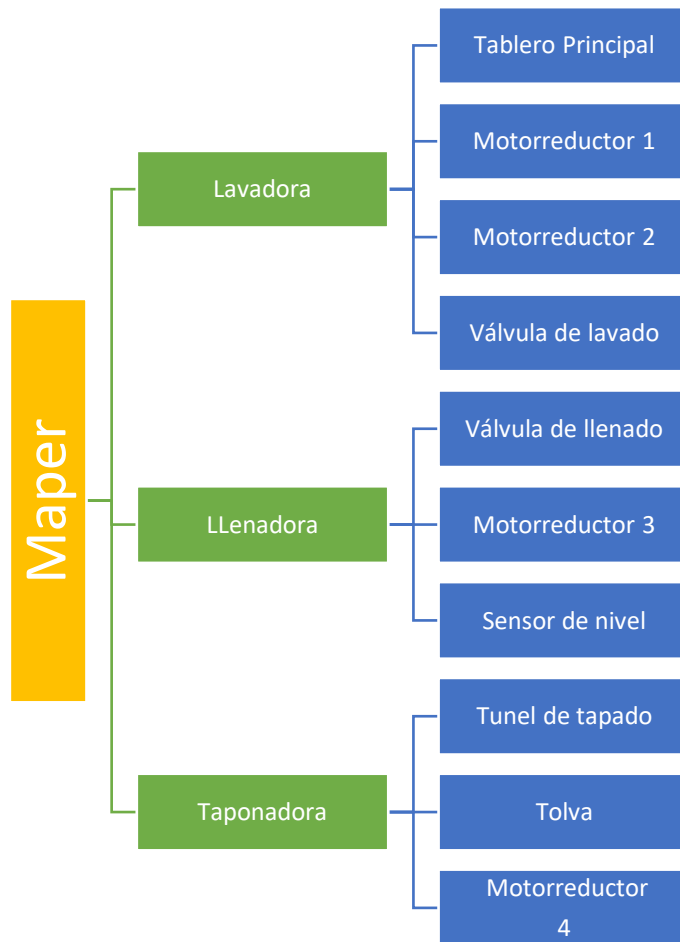 Maper
Lavadora
Tablero Principal
Motorreductor 1
Motorreductor 2
Válvula de lavado
LLenadora
Válvula de llenado
Motorreductor 3
Sensor de nivel
Taponadora
Tunel de tapado
Tolva
Motorreductor
4